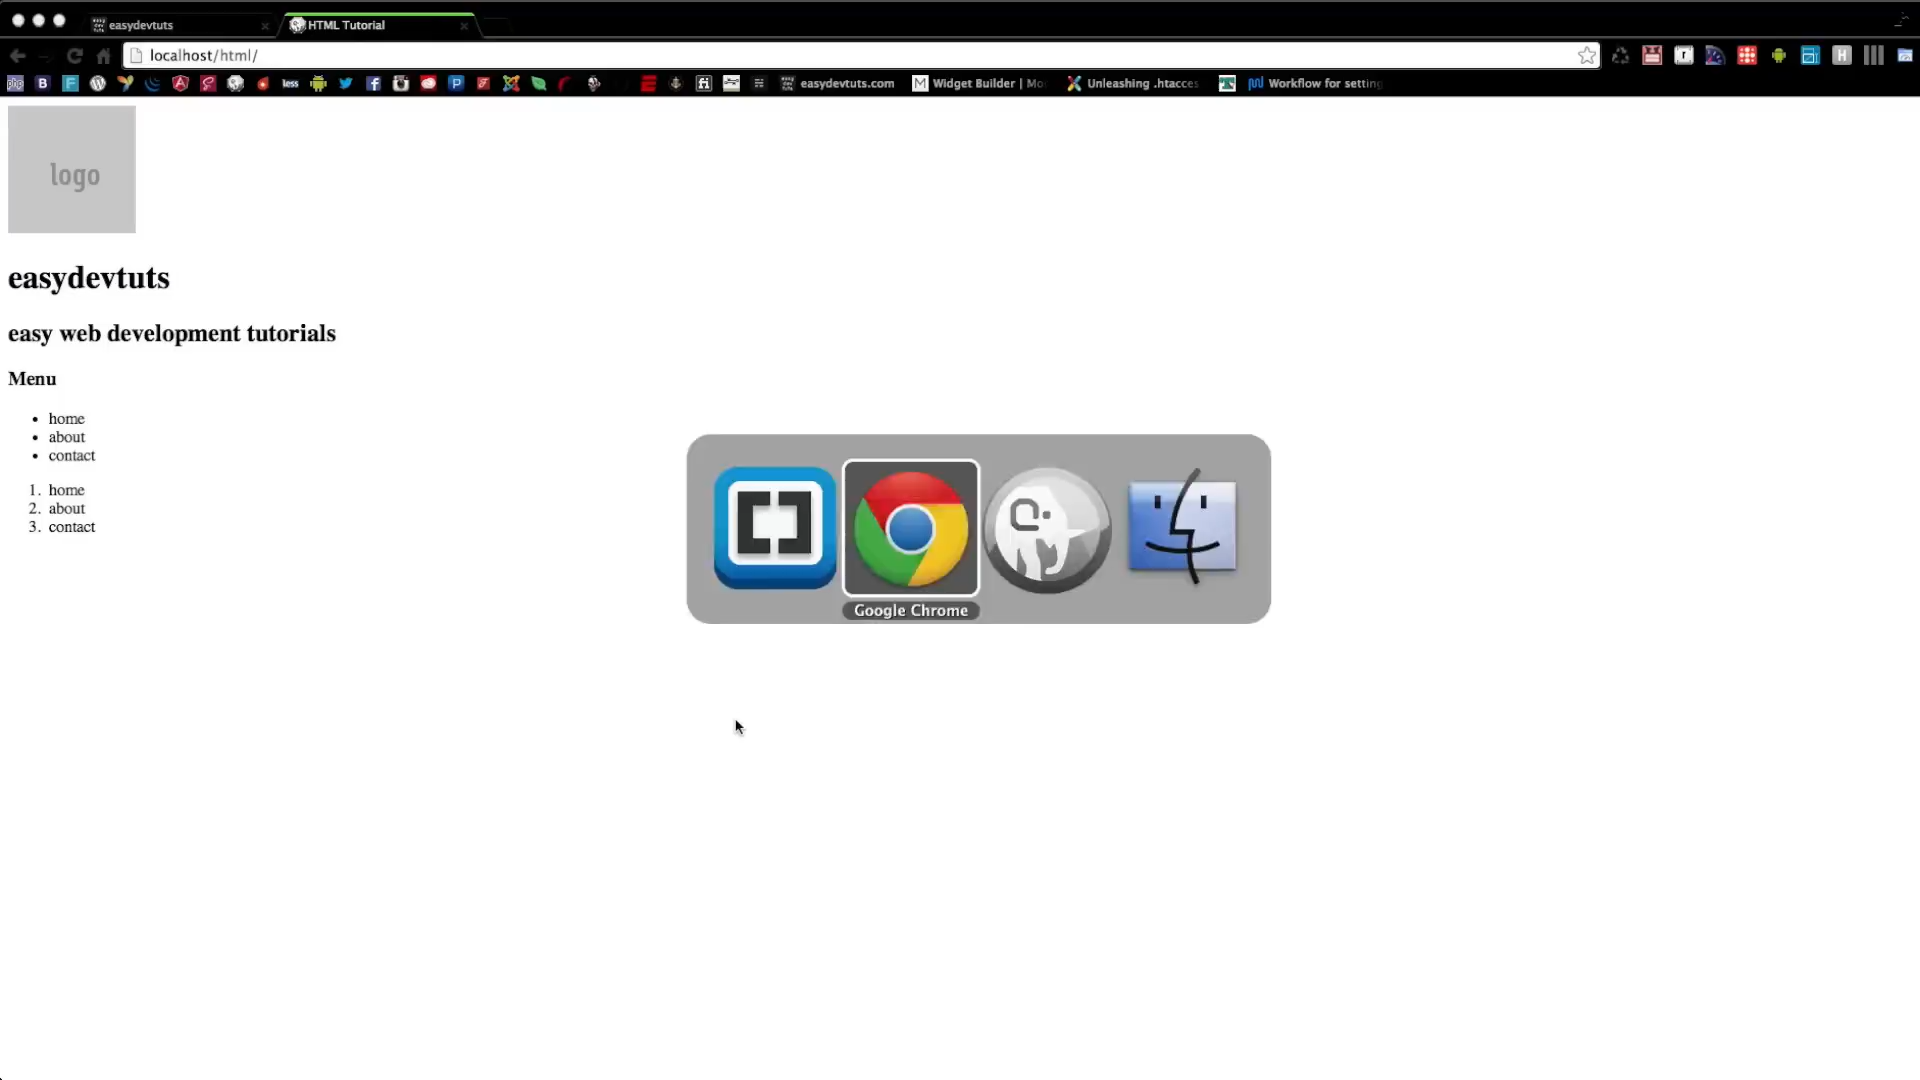 easydevtuts
HTML Tutorial
localhost/html/
less
easydevtuts.com
Widget Builder | Mo
Unleashing .htacces
Workflow for setting
logo
easydevtuts
easy web development tutorials
Menu
• home
• about
• contact
1. home
2. about
3. contact
Google Chrome